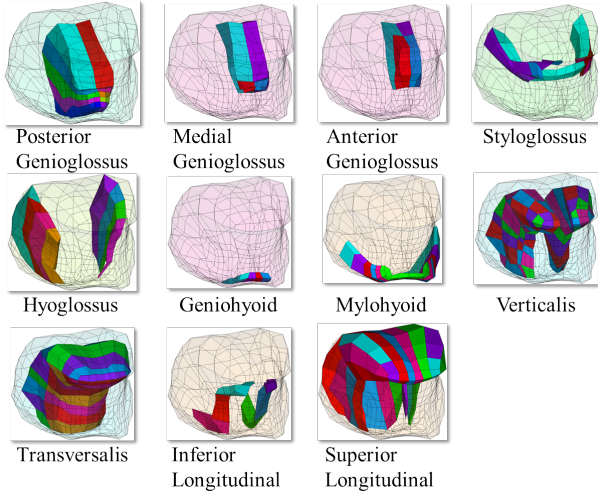 Posterior
Genioglossus
Medial
Genioglossus
Anterior
Genioglossus
Styloglossus
Hyoglossus
Geniohyoid
Mylohyoid
Verticalis
Transversalis
Inferior
Longitudinal
Superior
Longitudinal